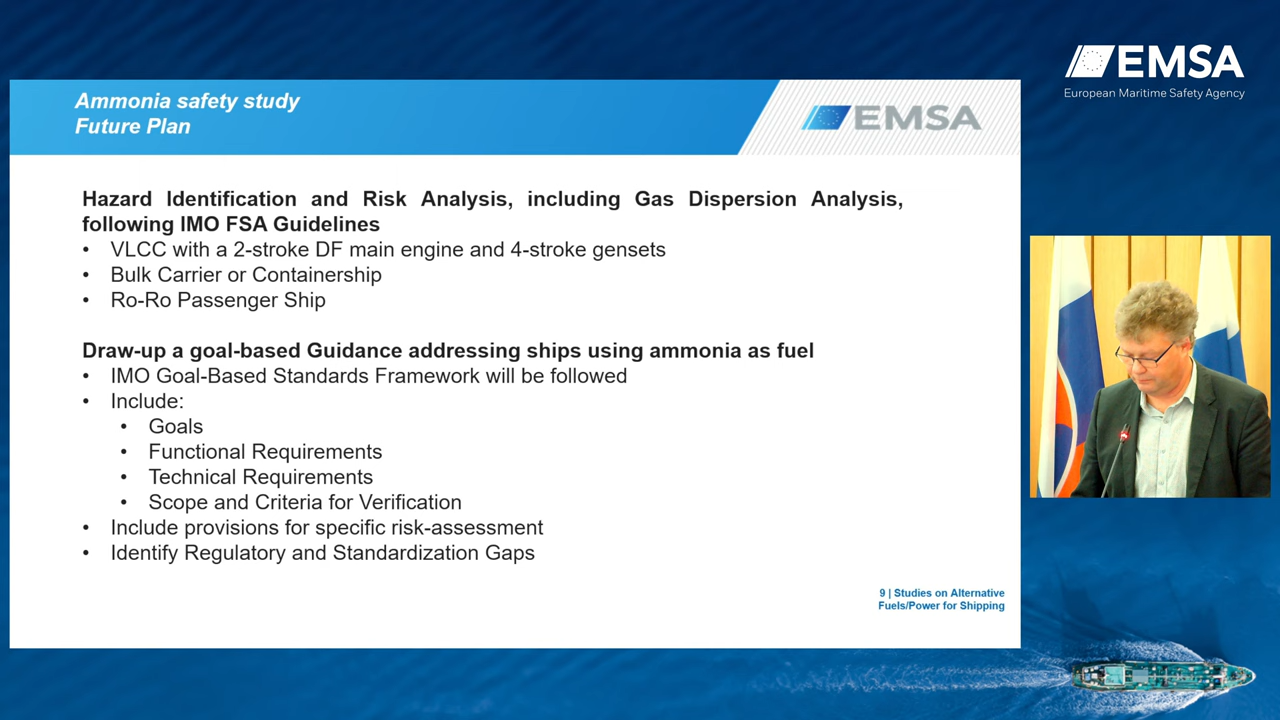 EMSA
European Maritime Safety Agency
Ammonia safety study
Future Plan
EMSA
Hazard Identification and Risk Analysis, including Gas Dispersion Analysis,
following IMO FSA Guidelines
• VLCC with a 2-stroke DF main engine and 4-stroke gensets
• Bulk Carrier or Containership
• Ro-Ro Passenger Ship
Draw-up a goal-based Guidance addressing ships using ammonia as fuel
• IMO Goal-Based Standards Framework will be followed
• Include:
• Goals
• Functional Requirements
• Technical Requirements
• Scope and Criteria for Verification
• Include provisions for specific risk-assessment
• Identify Regulatory and Standardization Gaps
9 | Studies on Alternative
Fuels/Power for Shipping